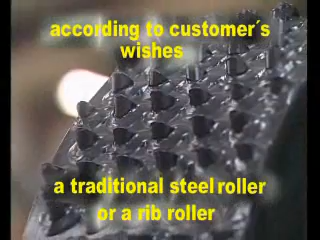 according to customer´s
wishes
a traditional steel roller
or a rib roller